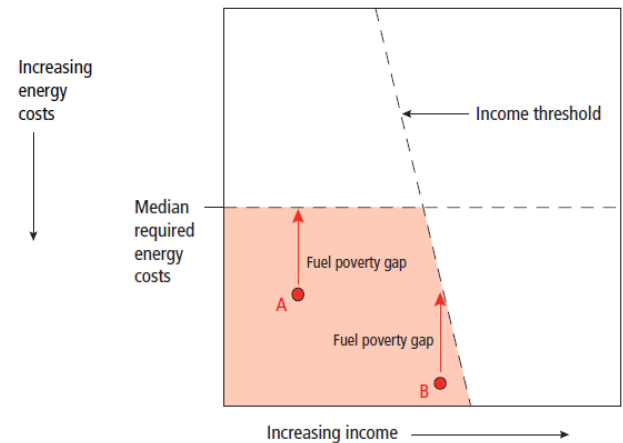 Increasing
energy
costs
Income threshold
Median
required
energy
costs
Fuel poverty gap
A
Fuel poverty gap
B
Increasing income